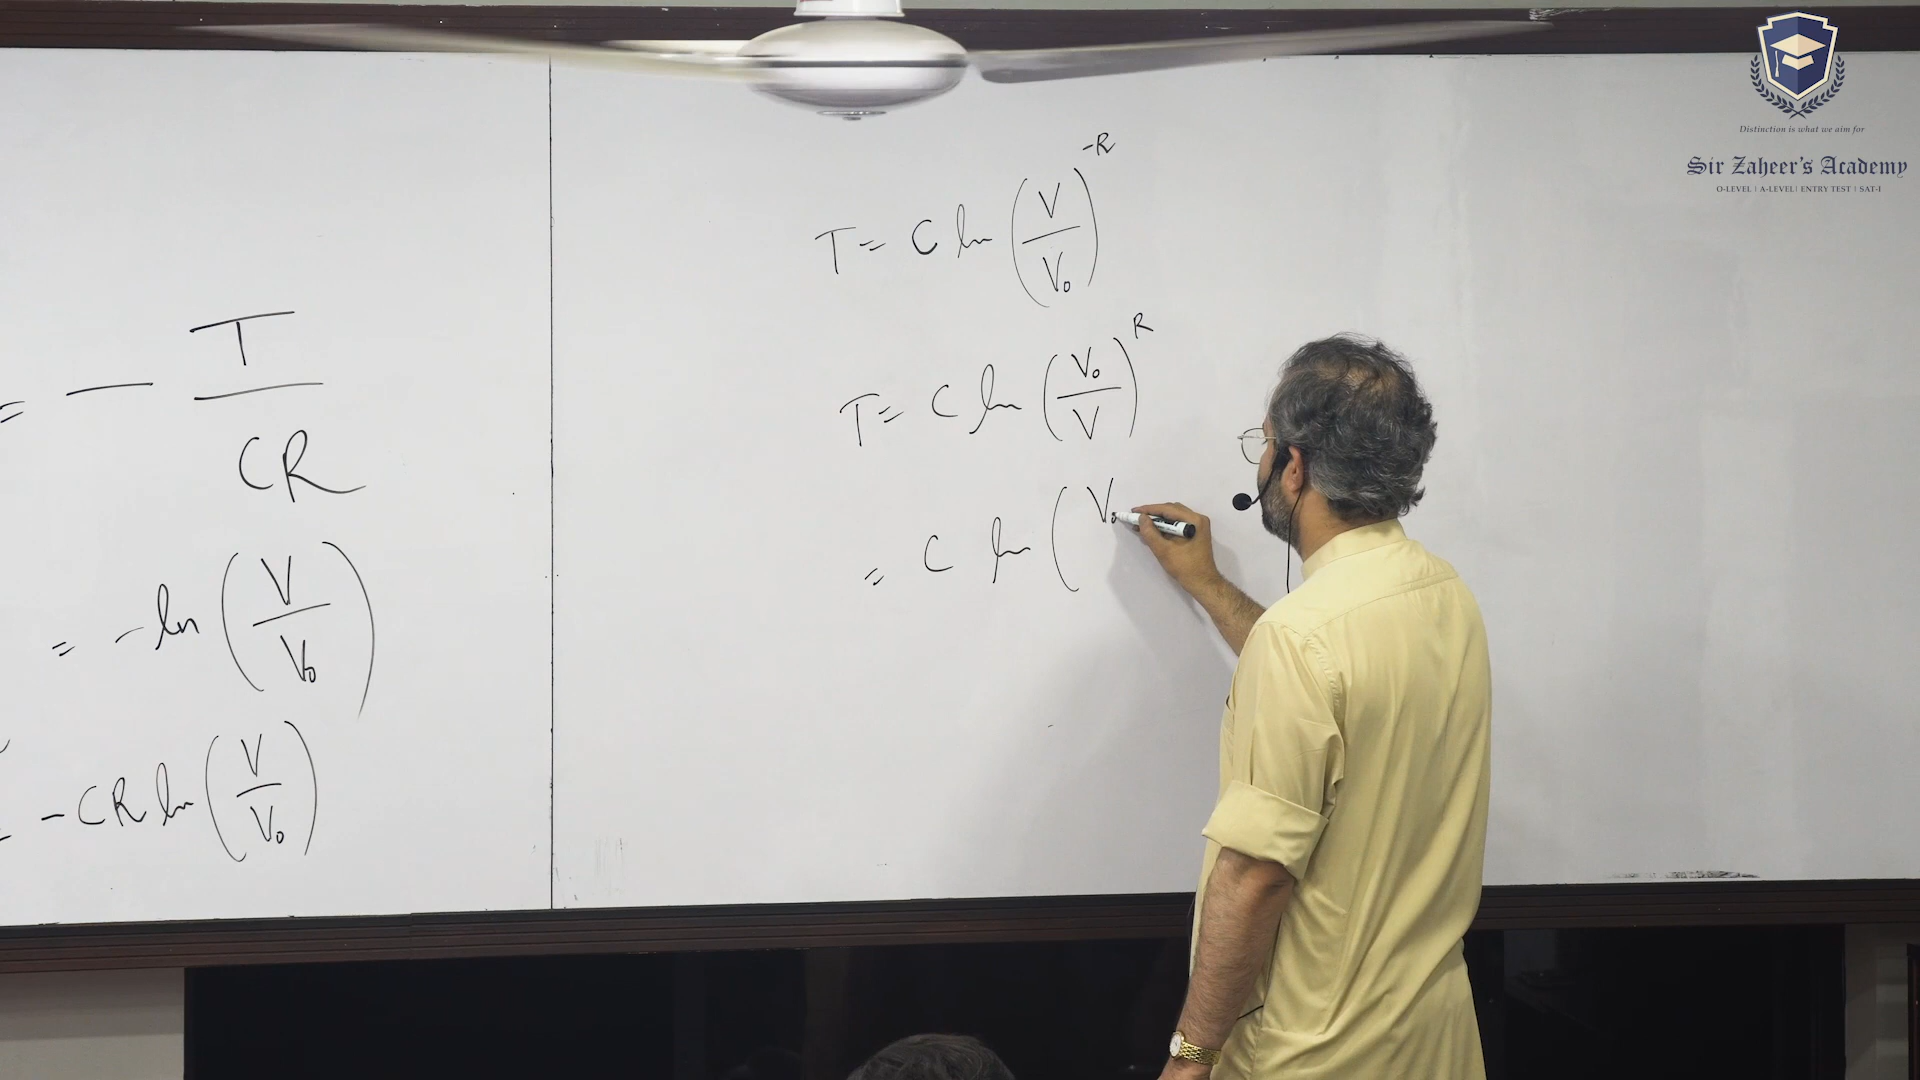 = - T / CR
= -ln (V / V₀)
= -CR ln (V / V₀)
T = C ln (V / V₀)^-R
T = C ln (V₀ / V)^R
= C ln ( V₀
Distinction is what we aim for
Sir Zaheer's Academy
O-LEVEL | A-LEVEL | ENTRY TEST | SAT-I